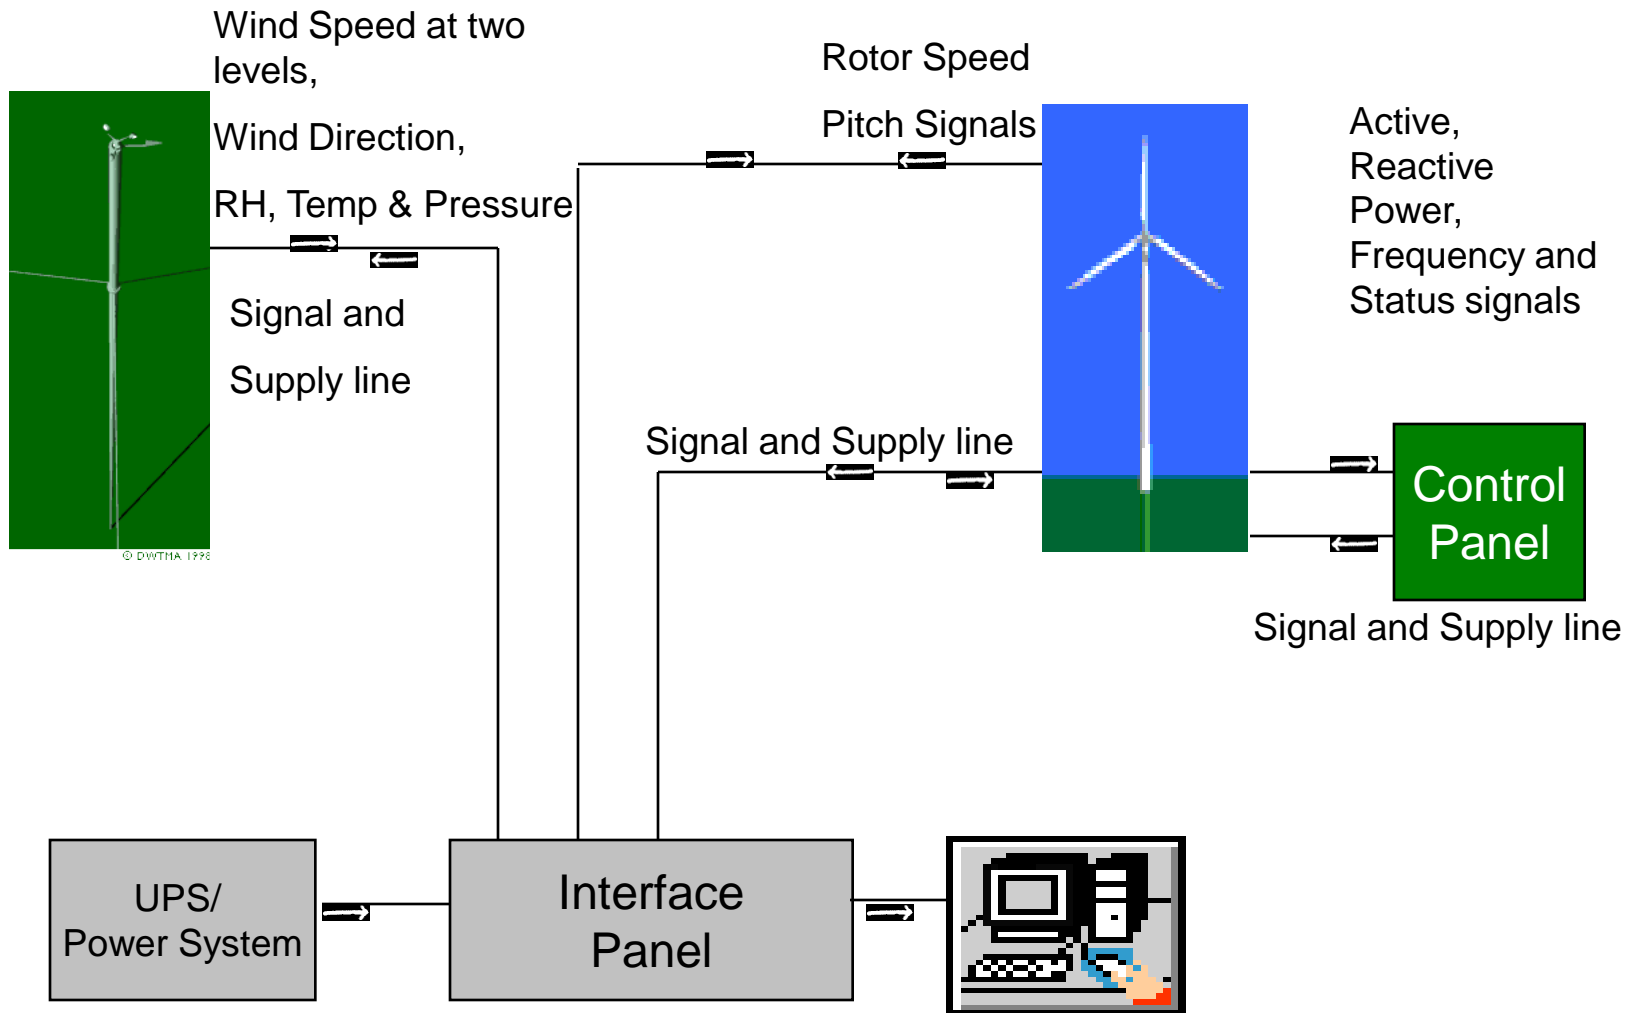 Wind Speed at two
levels,
Wind Direction,
RH, Temp & Pressure
Signal and
Supply line
© DWTMA 1998
Rotor Speed
Pitch Signals
Active,
Reactive
Power,
Frequency and
Status signals
Signal and Supply line
Control
Panel
Signal and Supply line
UPS/
Power System
Interface
Panel